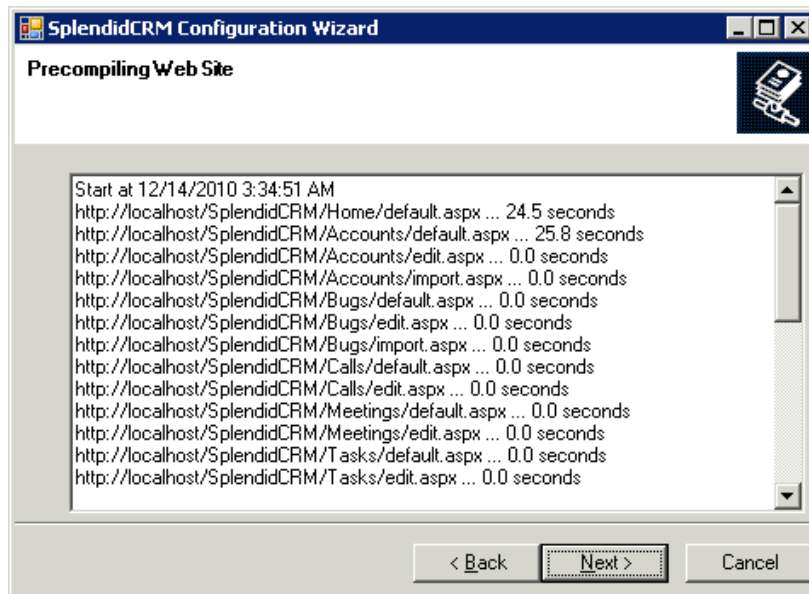 SplendidCRM Configuration Wizard
Precompiling Web Site
Start at 12/14/2010 3:34:51 AM
http://localhost/SplendidCRM/Home/default.aspx ... 24.5 seconds
http://localhost/SplendidCRM/Accounts/default.aspx ... 25.8 seconds
http://localhost/SplendidCRM/Accounts/edit.aspx ... 0.0 seconds
http://localhost/SplendidCRM/Accounts/import.aspx ... 0.0 seconds
http://localhost/SplendidCRM/Bugs/default.aspx ... 0.0 seconds
http://localhost/SplendidCRM/Bugs/edit.aspx ... 0.0 seconds
http://localhost/SplendidCRM/Bugs/import.aspx ... 0.0 seconds
http://localhost/SplendidCRM/Calls/default.aspx ... 0.0 seconds
http://localhost/SplendidCRM/Calls/edit.aspx ... 0.0 seconds
http://localhost/SplendidCRM/Meetings/default.aspx ... 0.0 seconds
http://localhost/SplendidCRM/Meetings/edit.aspx ... 0.0 seconds
http://localhost/SplendidCRM/Tasks/default.aspx ... 0.0 seconds
http://localhost/SplendidCRM/Tasks/edit.aspx ... 0.0 seconds
< Back Next > Cancel